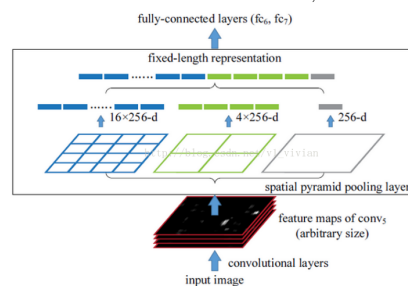 fully-connected layers (fc6, fc7)
fixed-length representation
......
......
16×256-d
4×256-d
256-d
spatial pyramid pooling layer
feature maps of conv5
(arbitrary size)
convolutional layers
input image